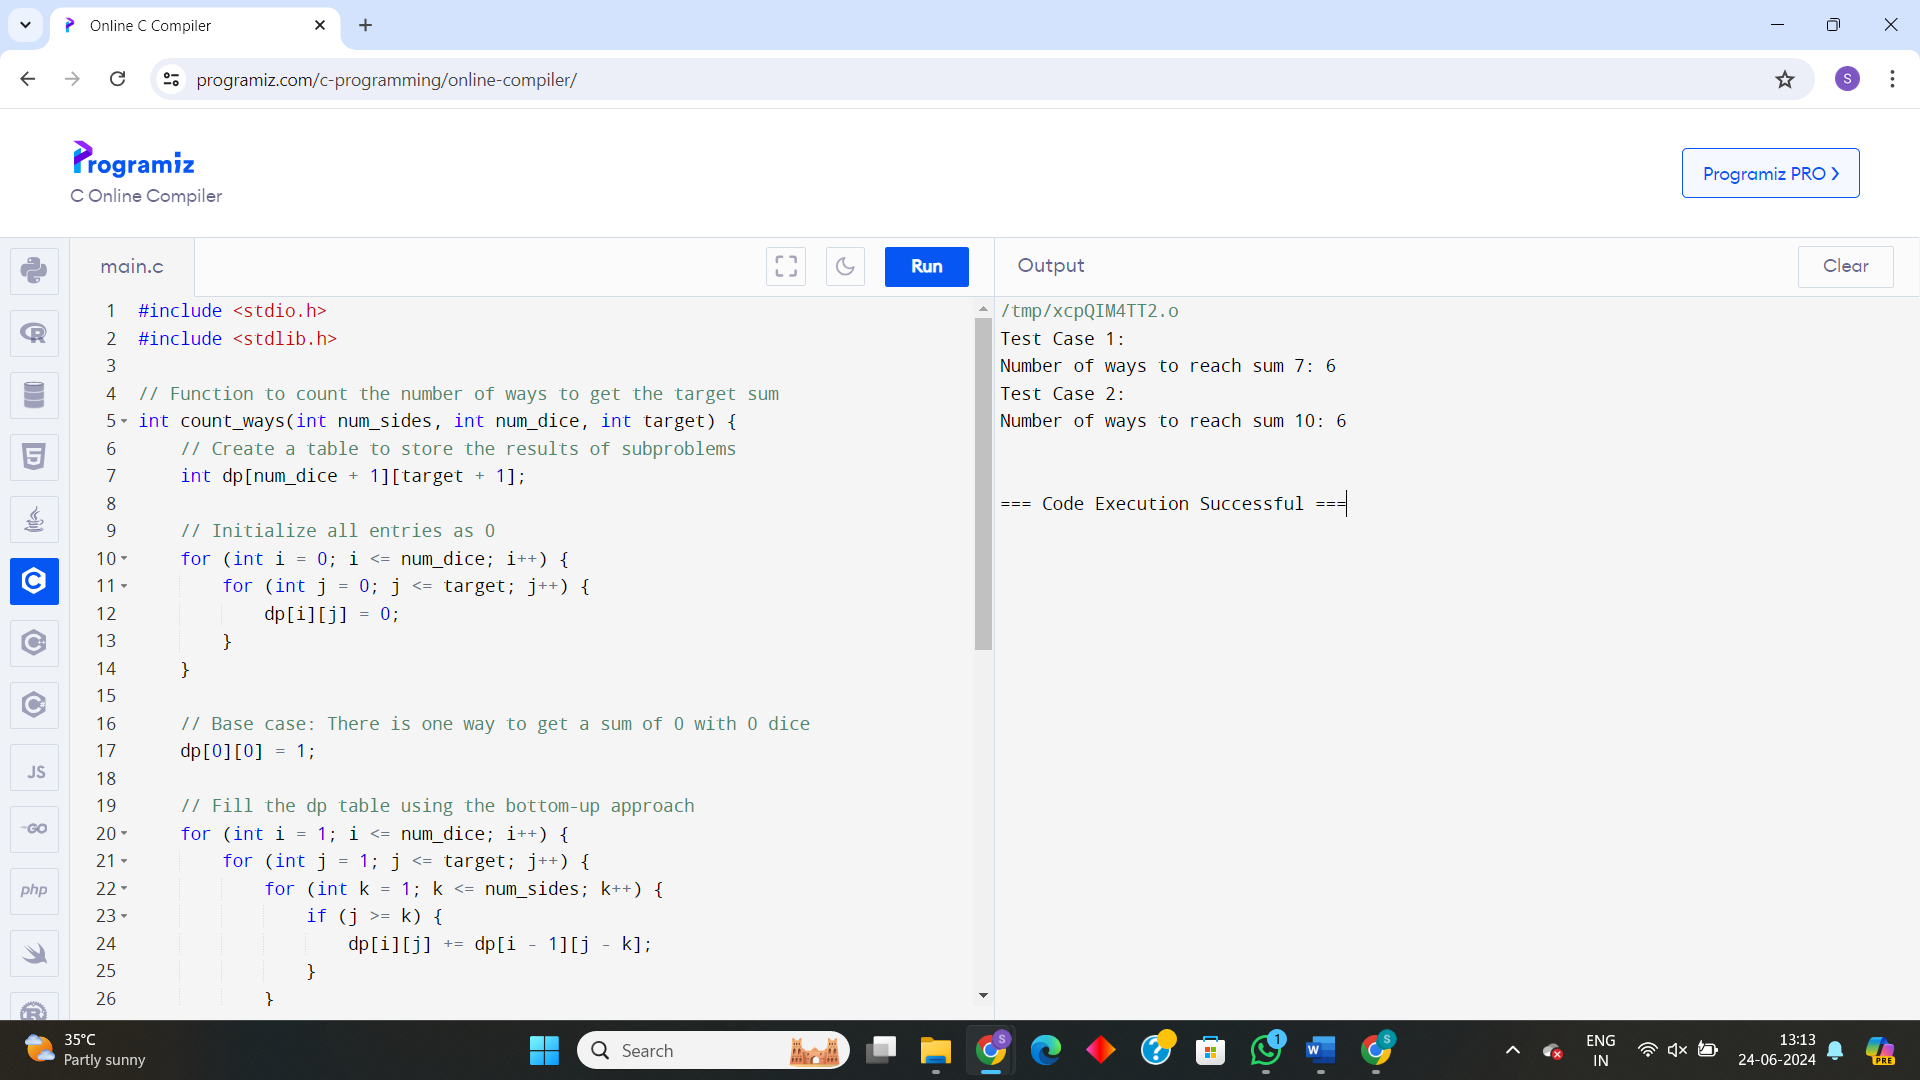 Online C Compiler
programiz.com/c-programming/online-compiler/
S
Programiz
C Online Compiler
Programiz PRO
main.c
Run
Output
Clear
1 #include <stdio.h>
2 #include <stdlib.h>
3
4 // Function to count the number of ways to get the target sum
5 int count_ways(int num_sides, int num_dice, int target) {
6 // Create a table to store the results of subproblems
7 int dp[num_dice + 1][target + 1];
8
9 // Initialize all entries as 0
10 for (int i = 0; i <= num_dice; i++) {
11 for (int j = 0; j <= target; j++) {
12 dp[i][j] = 0;
13 }
14 }
15
16 // Base case: There is one way to get a sum of 0 with 0 dice
17 dp[0][0] = 1;
18
19 // Fill the dp table using the bottom-up approach
20 for (int i = 1; i <= num_dice; i++) {
21 for (int j = 1; j <= target; j++) {
22 for (int k = 1; k <= num_sides; k++) {
23 if (j >= k) {
24 dp[i][j] += dp[i - 1][j - k];
25 }
26 }
/tmp/xcpQIM4TT2.o
Test Case 1:
Number of ways to reach sum 7: 6
Test Case 2:
Number of ways to reach sum 10: 6
=== Code Execution Successful ===
JS
GO
php
35°C
Partly sunny
Search
S
1
S
ENG
IN
13:13
24-06-2024
PRE